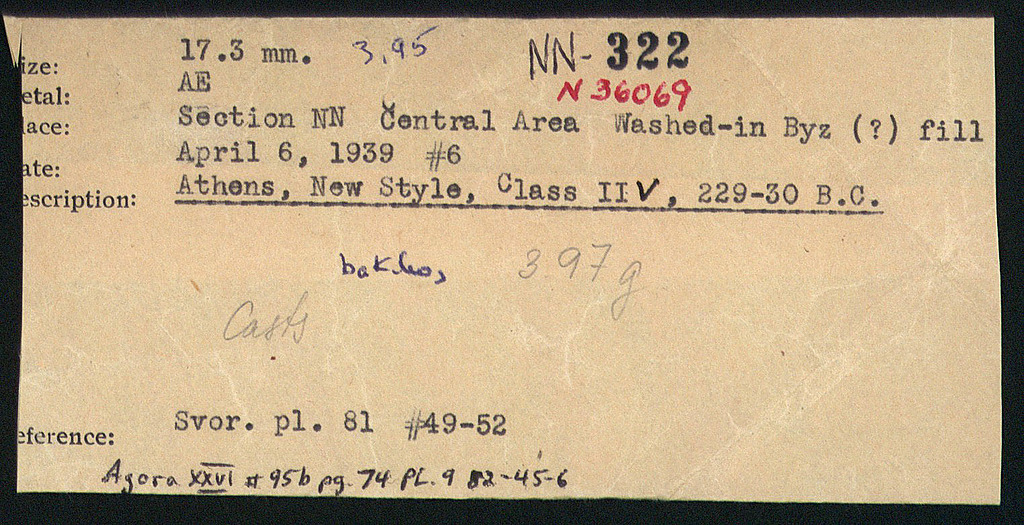 ize: 17.3 mm. 3,95 NN- 322
N 36069
etal: AE
lace: Section NN Central Area Washed-in Byz (?) fill
ate: April 6, 1939 #6
escription: Athens, New Style, Class IIV, 229-30 B.C.
3.97g
Casts
eference: Svor. pl. 81 #49-52
Agora XXVI # 95b pg. 74 PL. 9 82-45-6